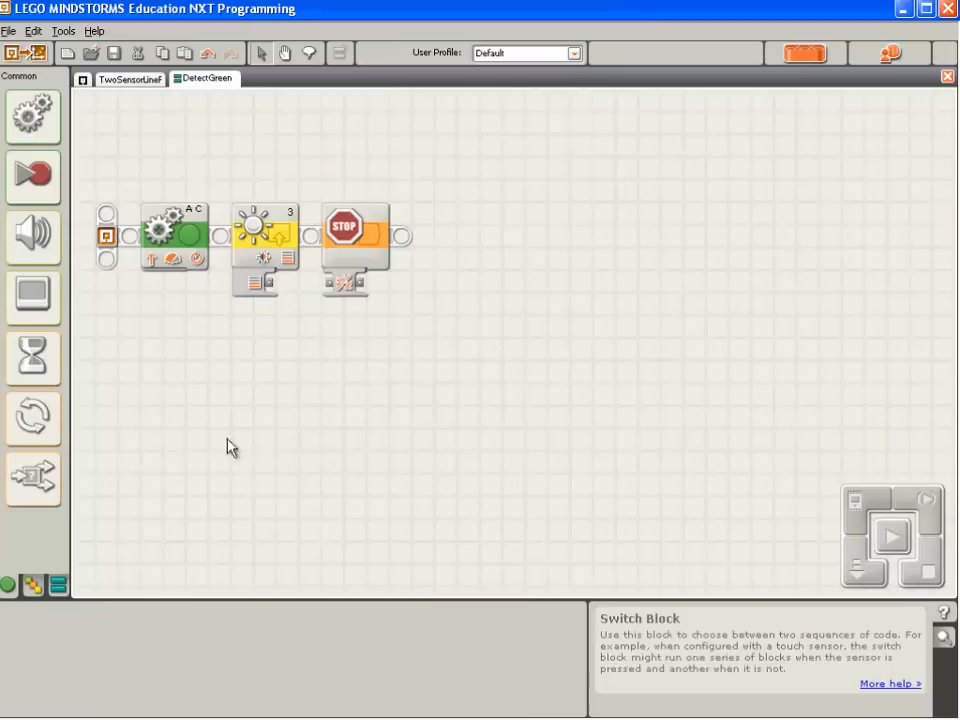 LEGO MINDSTORMS Education NXT Programming
File Edit Tools Help
User Profile: Default
Common
TwoSensorLineF DetectGreen
A C
3
STOP
Switch Block
Use this block to choose between two sequences of code. For
example, when configured with a touch sensor, the switch
block might run one series of blocks when the sensor is
pressed and another when it is not.
More help »
?